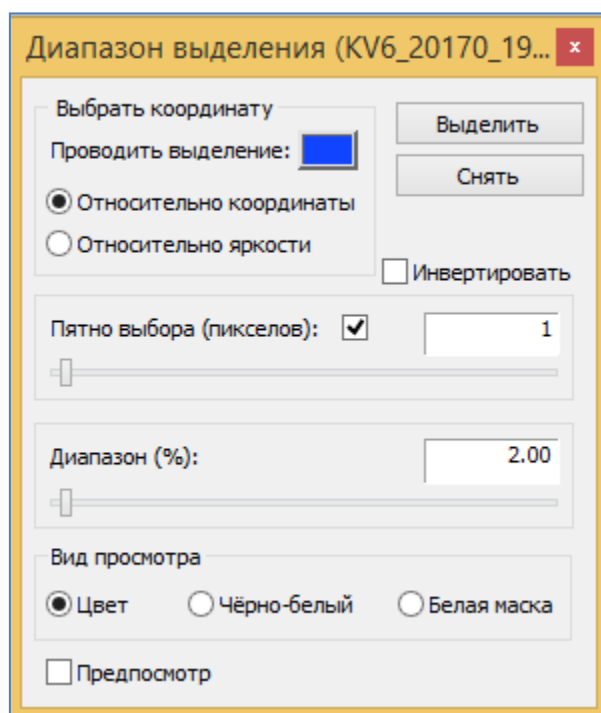 Диапазон выделения (KV6_20170_19...
Выбрать координату
Проводить выделение:
Относительно координаты
Относительно яркости
Выделить
Снять
Инвертировать
Пятно выбора (пикселов):
1
Диапазон (%):
2.00
Вид просмотра
Цвет
Чёрно-белый
Белая маска
Предпосмотр